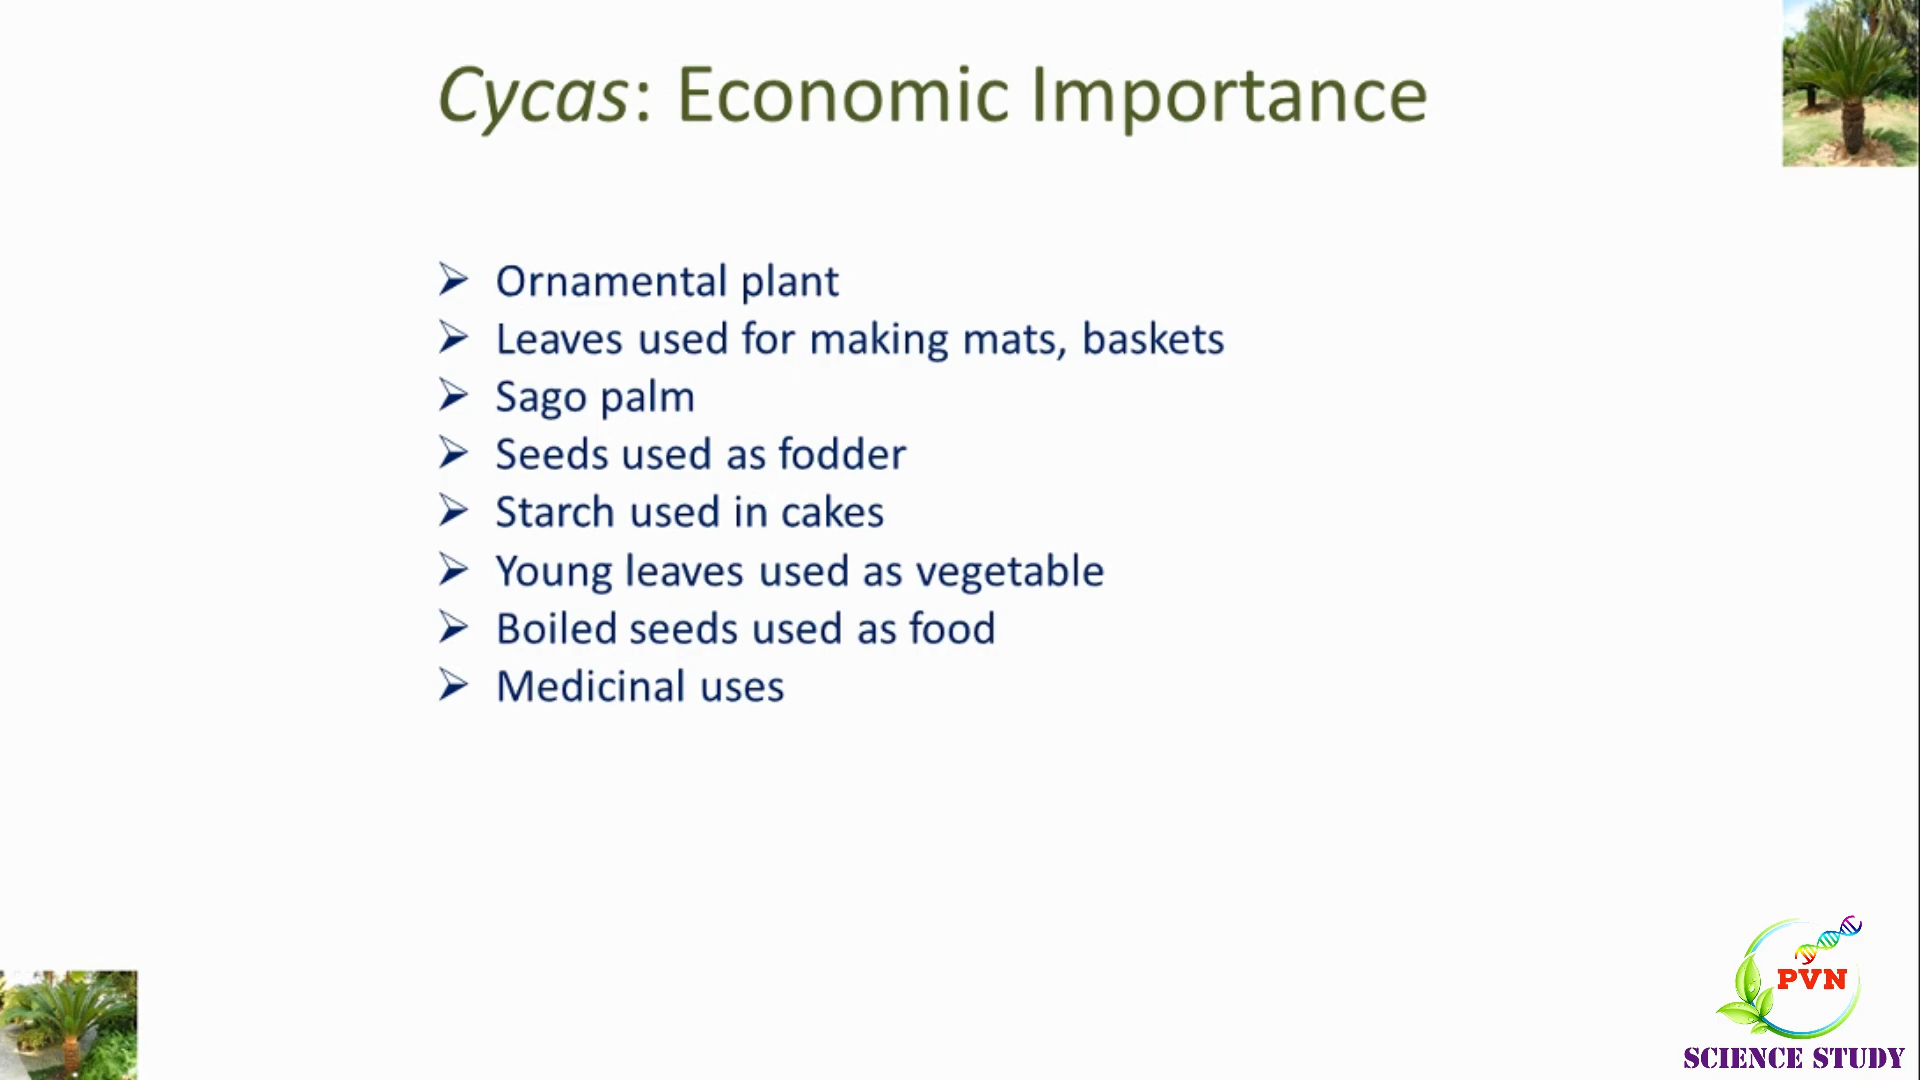 Cycas: Economic Importance
➢ Ornamental plant
➢ Leaves used for making mats, baskets
➢ Sago palm
➢ Seeds used as fodder
➢ Starch used in cakes
➢ Young leaves used as vegetable
➢ Boiled seeds used as food
➢ Medicinal uses
PVN
SCIENCE STUDY